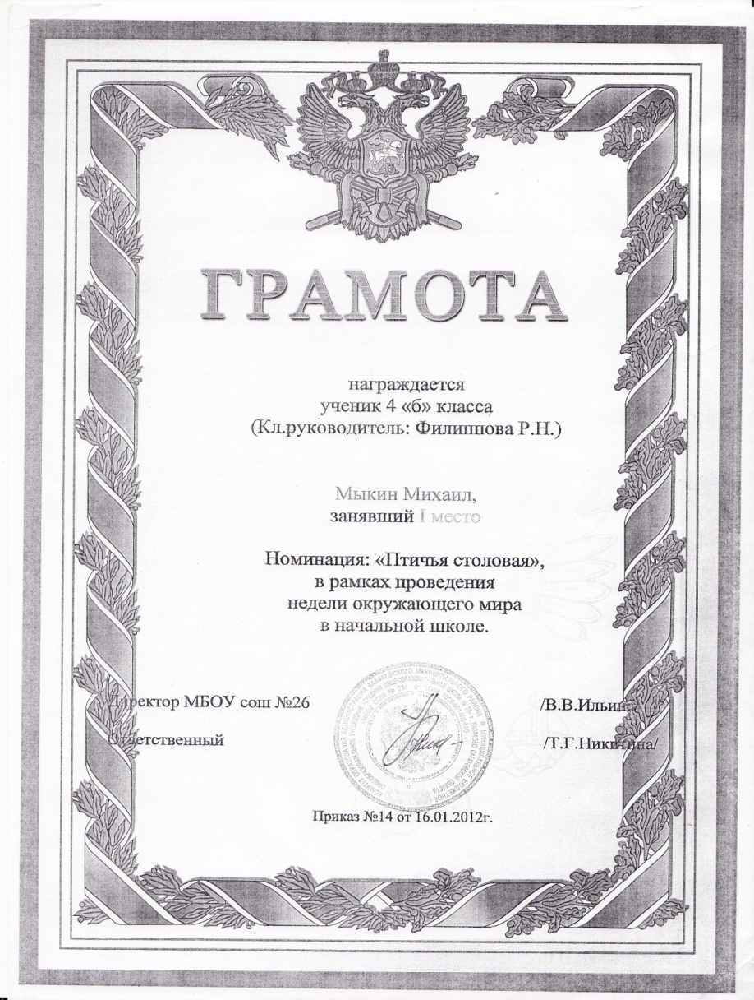 ГРАМОТА
награждается
ученик 4 «б» класса
(Кл.руководитель: Филиппова Р.Н.)
Мыкин Михаил,
занявший I место
Номинация: «Птичья столовая»,
в рамках проведения
недели окружающего мира
в начальной школе.
Директор МБОУ сош №26 /В.В.Ильина
Ответственный /Т.Г.Никитина/
Приказ №14 от 16.01.2012г.